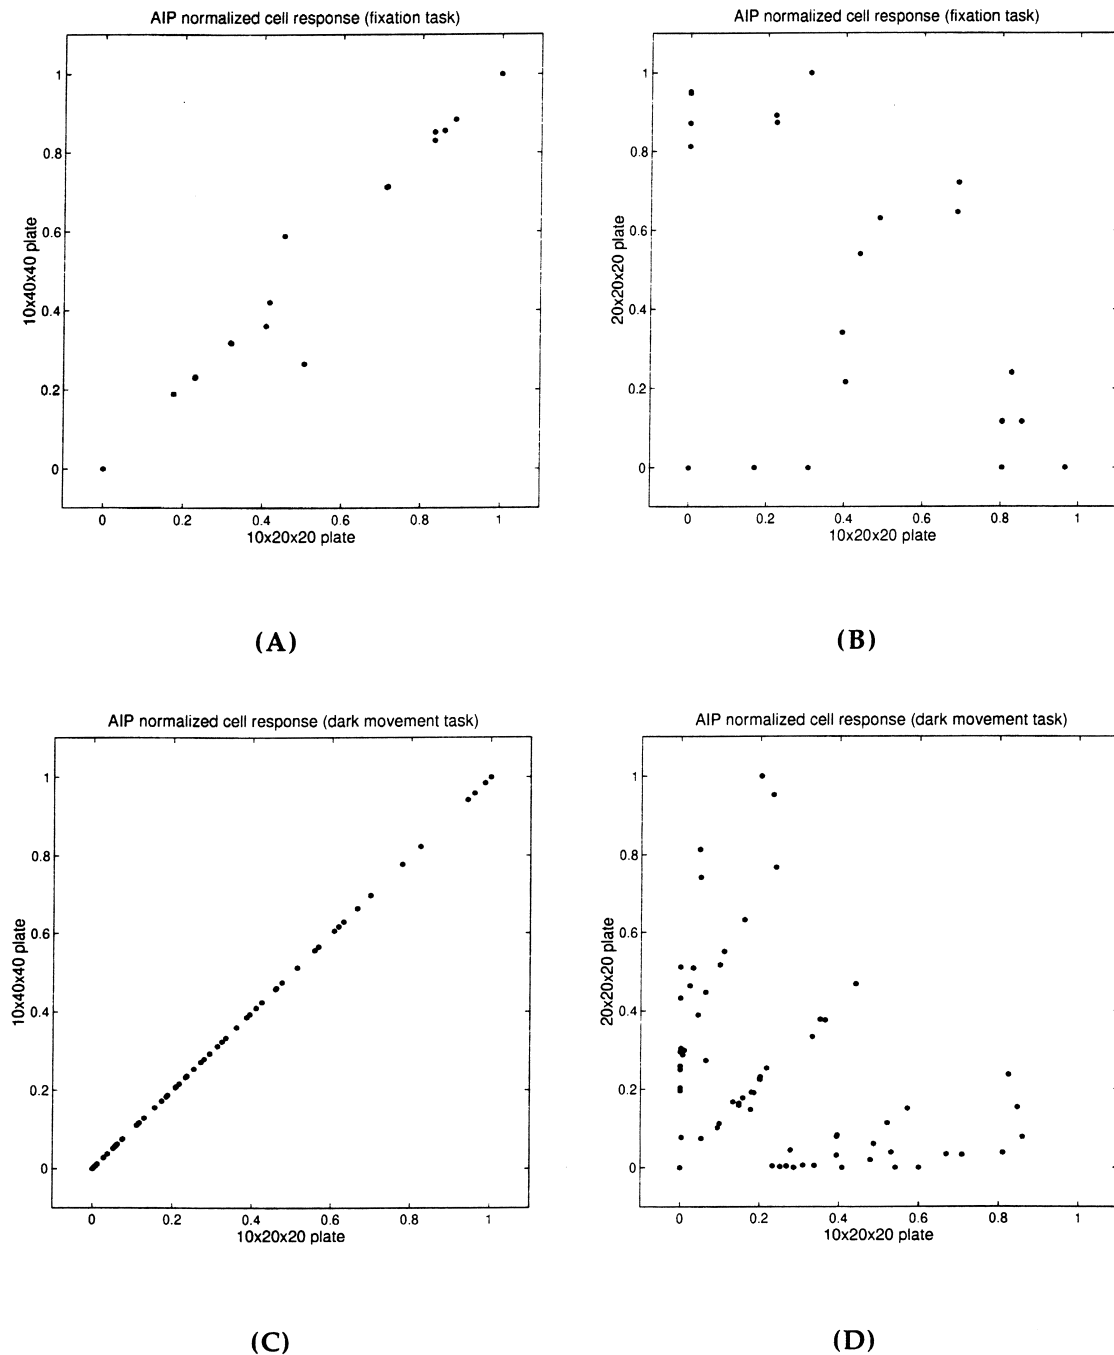 AIP normalized cell response (fixation task)
1
0.8
0.6
0.4
0.2
0
10x40x40 plate
0 0.2 0.4 0.6 0.8 1
10x20x20 plate
(A)
AIP normalized cell response (fixation task)
1
0.8
0.6
0.4
0.2
0
20x20x20 plate
0 0.2 0.4 0.6 0.8 1
10x20x20 plate
(B)
AIP normalized cell response (dark movement task)
1
0.8
0.6
0.4
0.2
0
10x40x40 plate
0 0.2 0.4 0.6 0.8 1
10x20x20 plate
(C)
AIP normalized cell response (dark movement task)
1
0.8
0.6
0.4
0.2
0
20x20x20 plate
0 0.2 0.4 0.6 0.8 1
10x20x20 plate
(D)